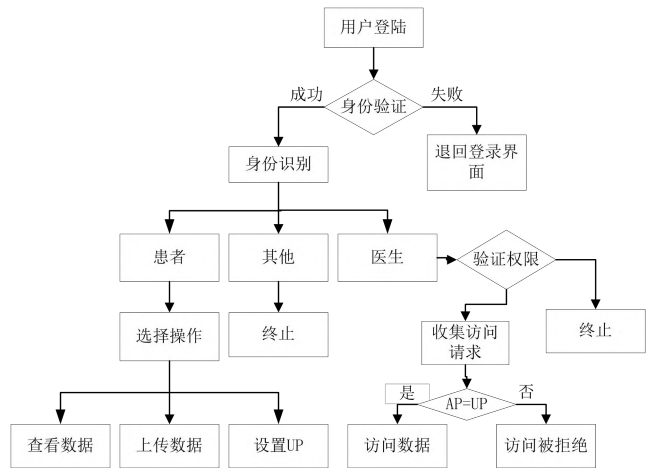 用户登陆
成功
身份验证
失败
身份识别
退回登录界
面
患者
其他
医生
验证权限
选择操作
终止
收集访问
请求
终止
是
AP=UP
否
查看数据
上传数据
设置UP
访问数据
访问被拒绝